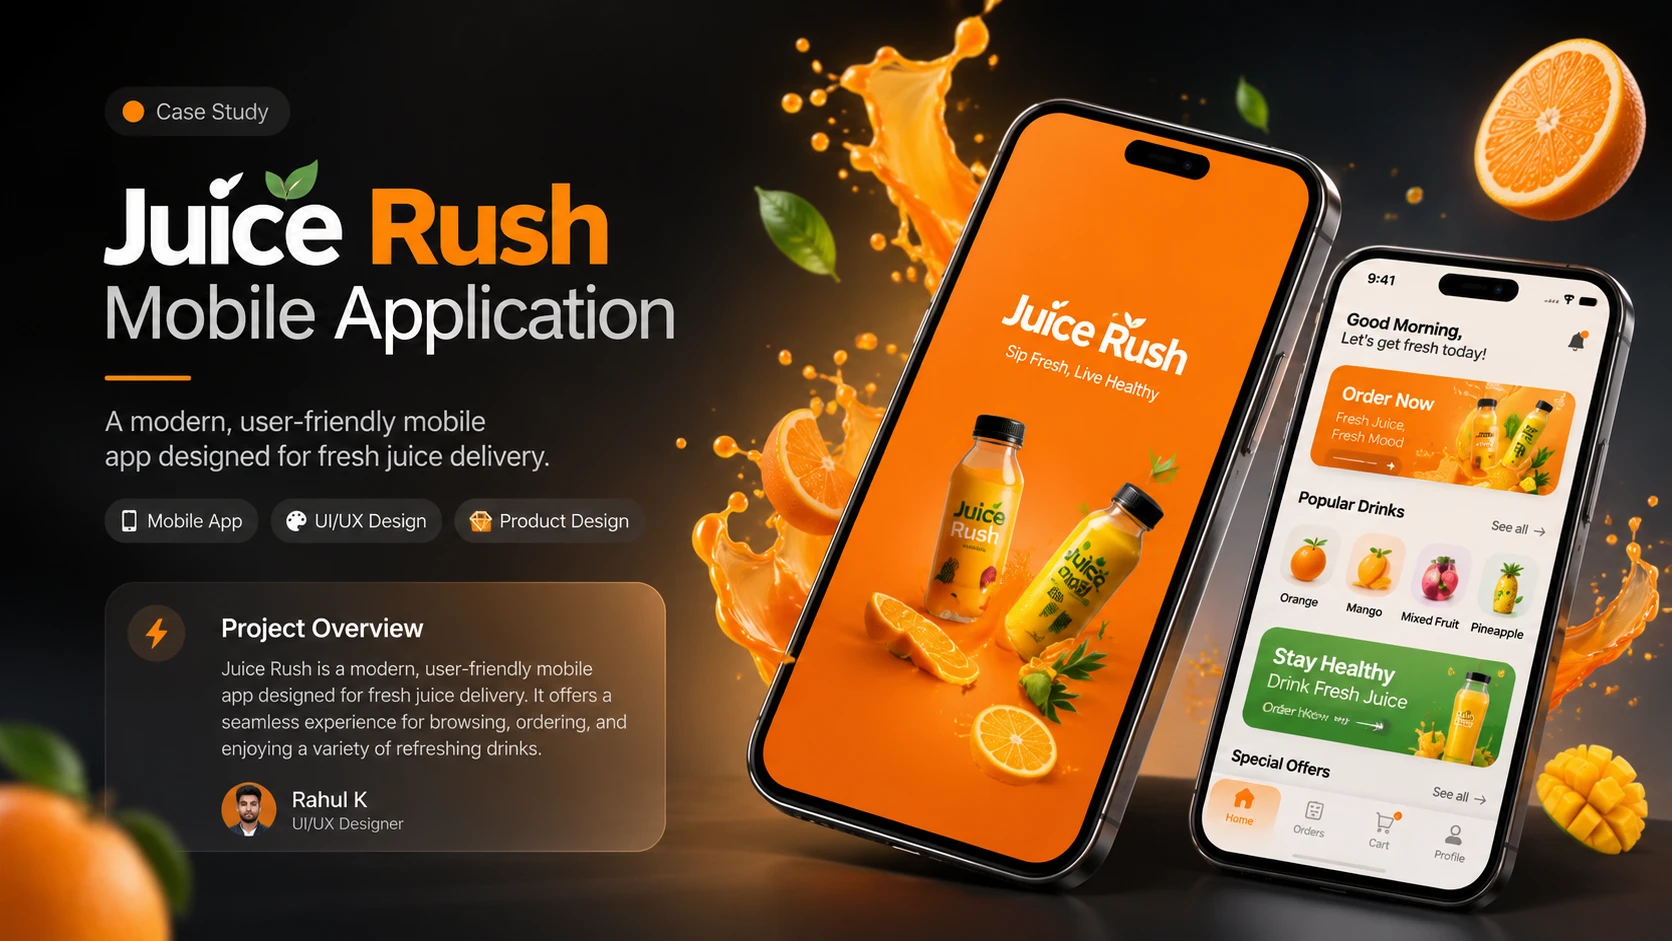 Case Study
Juice Rush
Mobile Application
A modern, user-friendly mobile
app designed for fresh juice delivery.
Mobile App
UI/UX Design
Product Design
Project Overview
Juice Rush is a modern, user-friendly mobile
app designed for fresh juice delivery. It offers a
seamless experience for browsing, ordering, and
enjoying a variety of refreshing drinks.
Rahul K
UI/UX Designer
Juice Rush
Sip Fresh, Live Healthy
Juice
Rush
Juice
9:41
Good Morning,
Let's get fresh today!
Order Now
Fresh Juice,
Fresh Mood
Popular Drinks
See all →
Orange
Mango
Mixed Fruit
Pineapple
Stay Healthy
Drink Fresh Juice
Order
Special Offers
See all →
Home
Orders
Cart
Profile